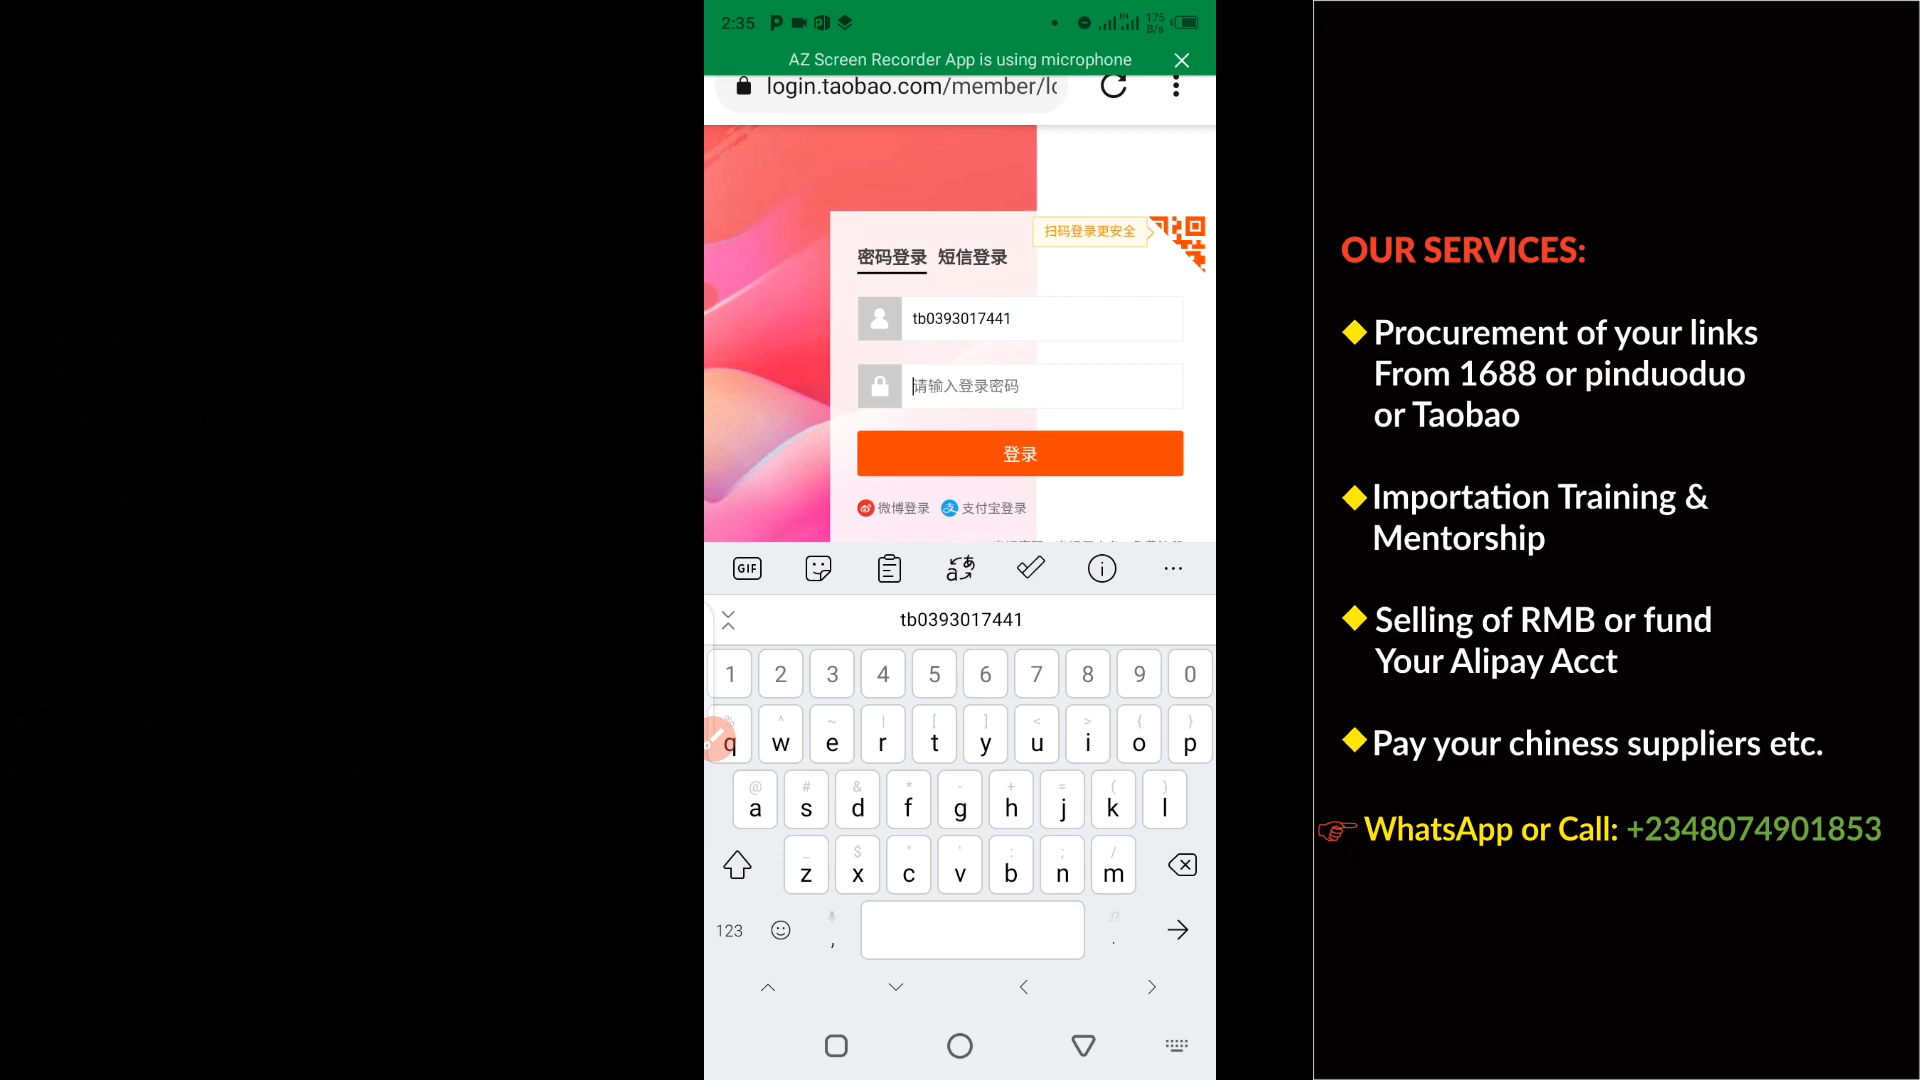 2:35
175
B/s
AZ Screen Recorder App is using microphone
login.taobao.com/member/lo
扫码登录更安全
密码登录 短信登录
tb0393017441
请输入登录密码
登录
微博登录 支付宝登录
GIF
tb0393017441
1 2 3 4 5 6 7 8 9 0
% ^ ~ | [ ] < > { }
q w e r t y u i o p
@ # & * - + = ( )
a s d f g h j k l
_ $ " ' : ; /
z x c v b n m
123 , .
OUR SERVICES:
Procurement of your links
From 1688 or pinduoduo
or Taobao
Importation Training &
Mentorship
Selling of RMB or fund
Your Alipay Acct
Pay your chiness suppliers etc.
WhatsApp or Call: +2348074901853